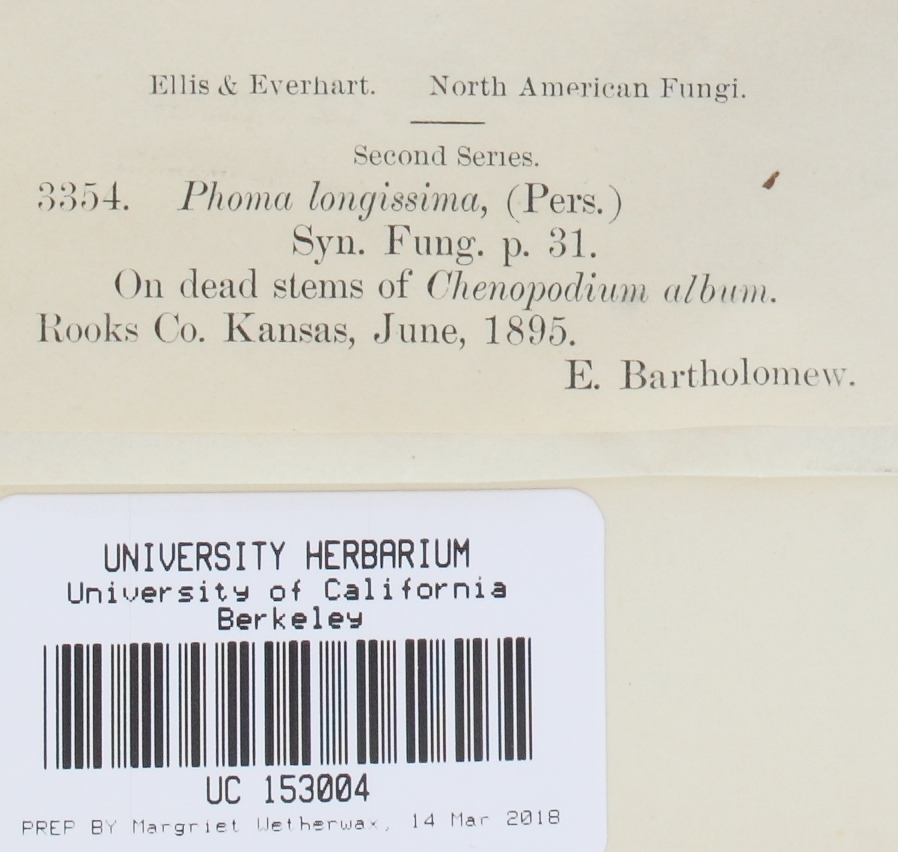 Ellis & Everhart. North American Fungi.
Second Series.
3354. Phoma longissima, (Pers.)
Syn. Fung. p. 31.
On dead stems of Chenopodium album.
Rooks Co. Kansas, June, 1895.
E. Bartholomew.
UNIVERSITY HERBARIUM
University of California
Berkeley
UC 153004
PREP BY Margriet Wetherwax, 14 Mar 2018